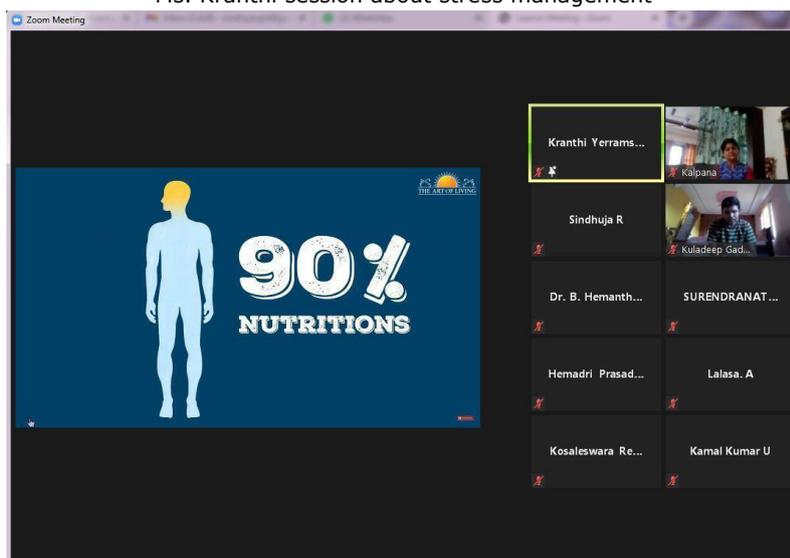 Ms. Kranthi session about stress management
Zoom Meeting
Kranthi Yerrams...
Kalpana
THE ART OF LIVING
Sindhuja R
Kuladeep Gad...
90%
NUTRITIONS
Dr. B. Hemanth...
SURENDRANAT...
Hemadri Prasad...
Lalasa. A
Kosaleswara Re...
Kamal Kumar U